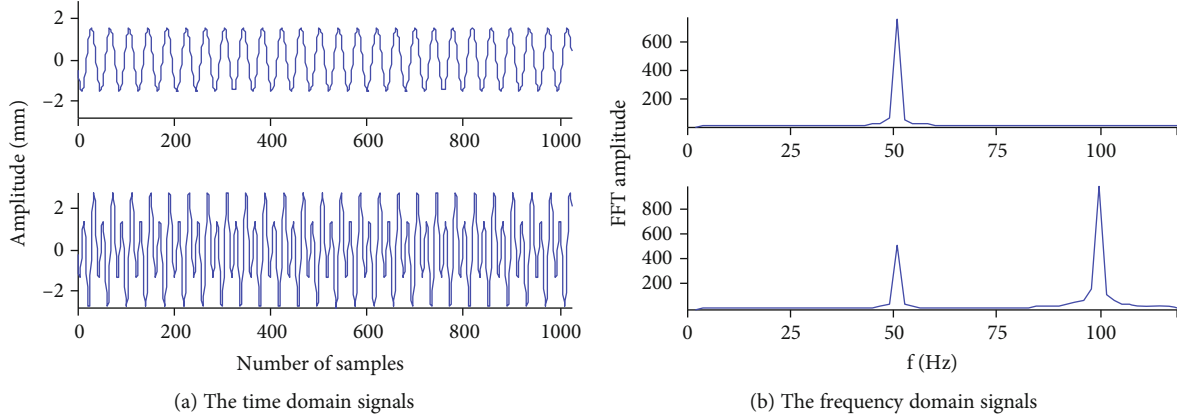 Amplitude (mm)
2
0
−2
0 200 400 600 800 1000
2
0
−2
0 200 400 600 800 1000
Number of samples
(a) The time domain signals
FFT amplitude
600
400
200
0 25 50 75 100
800
600
400
200
0 25 50 75 100
f (Hz)
(b) The frequency domain signals